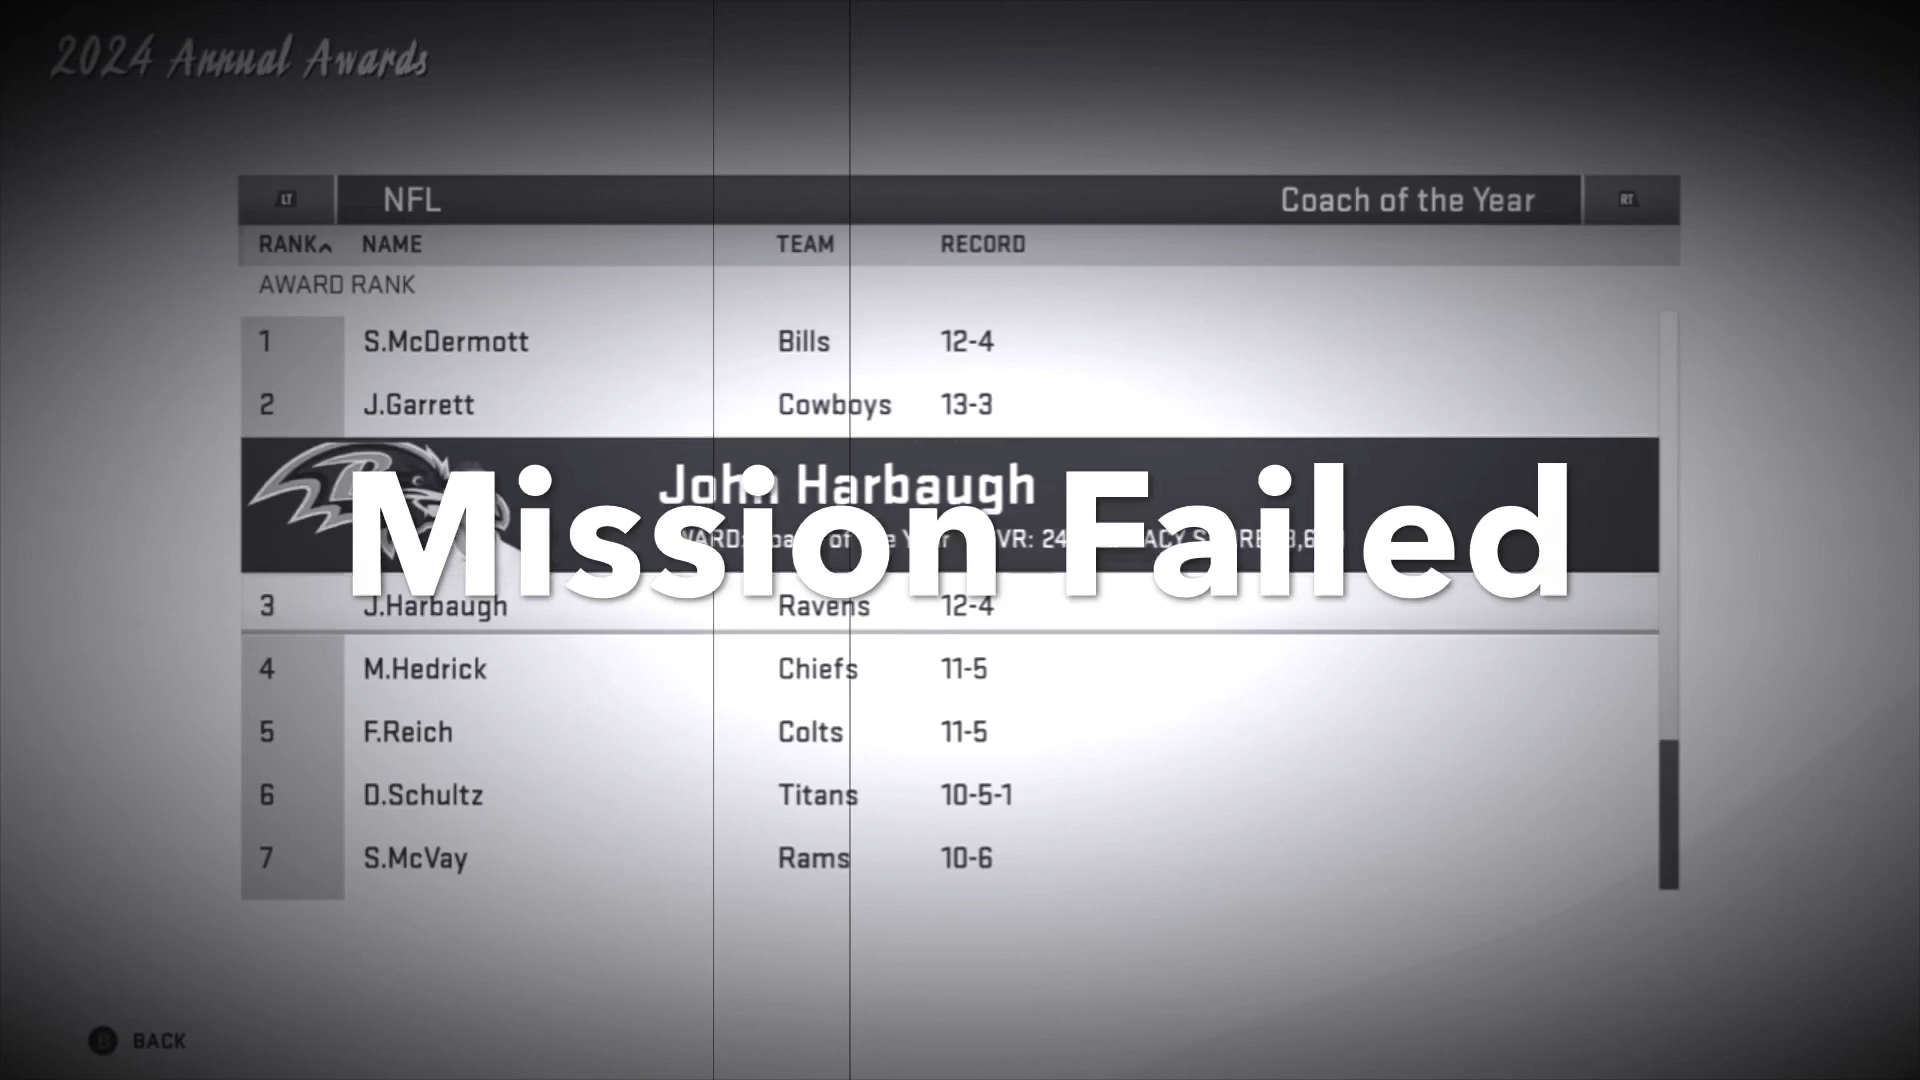 2024 Annual Awards
LT NFL Coach of the Year RT
RANK NAME TEAM RECORD
AWARD RANK
1 S.McDermott Bills 12-4
2 J.Garrett Cowboys 13-3
John Harbaugh
Mission Failed
3 J.Harbaugh Ravens 12-4
4 M.Hedrick Chiefs 11-5
5 F.Reich Colts 11-5
6 D.Schultz Titans 10-5-1
7 S.McVay Rams 10-6
B BACK